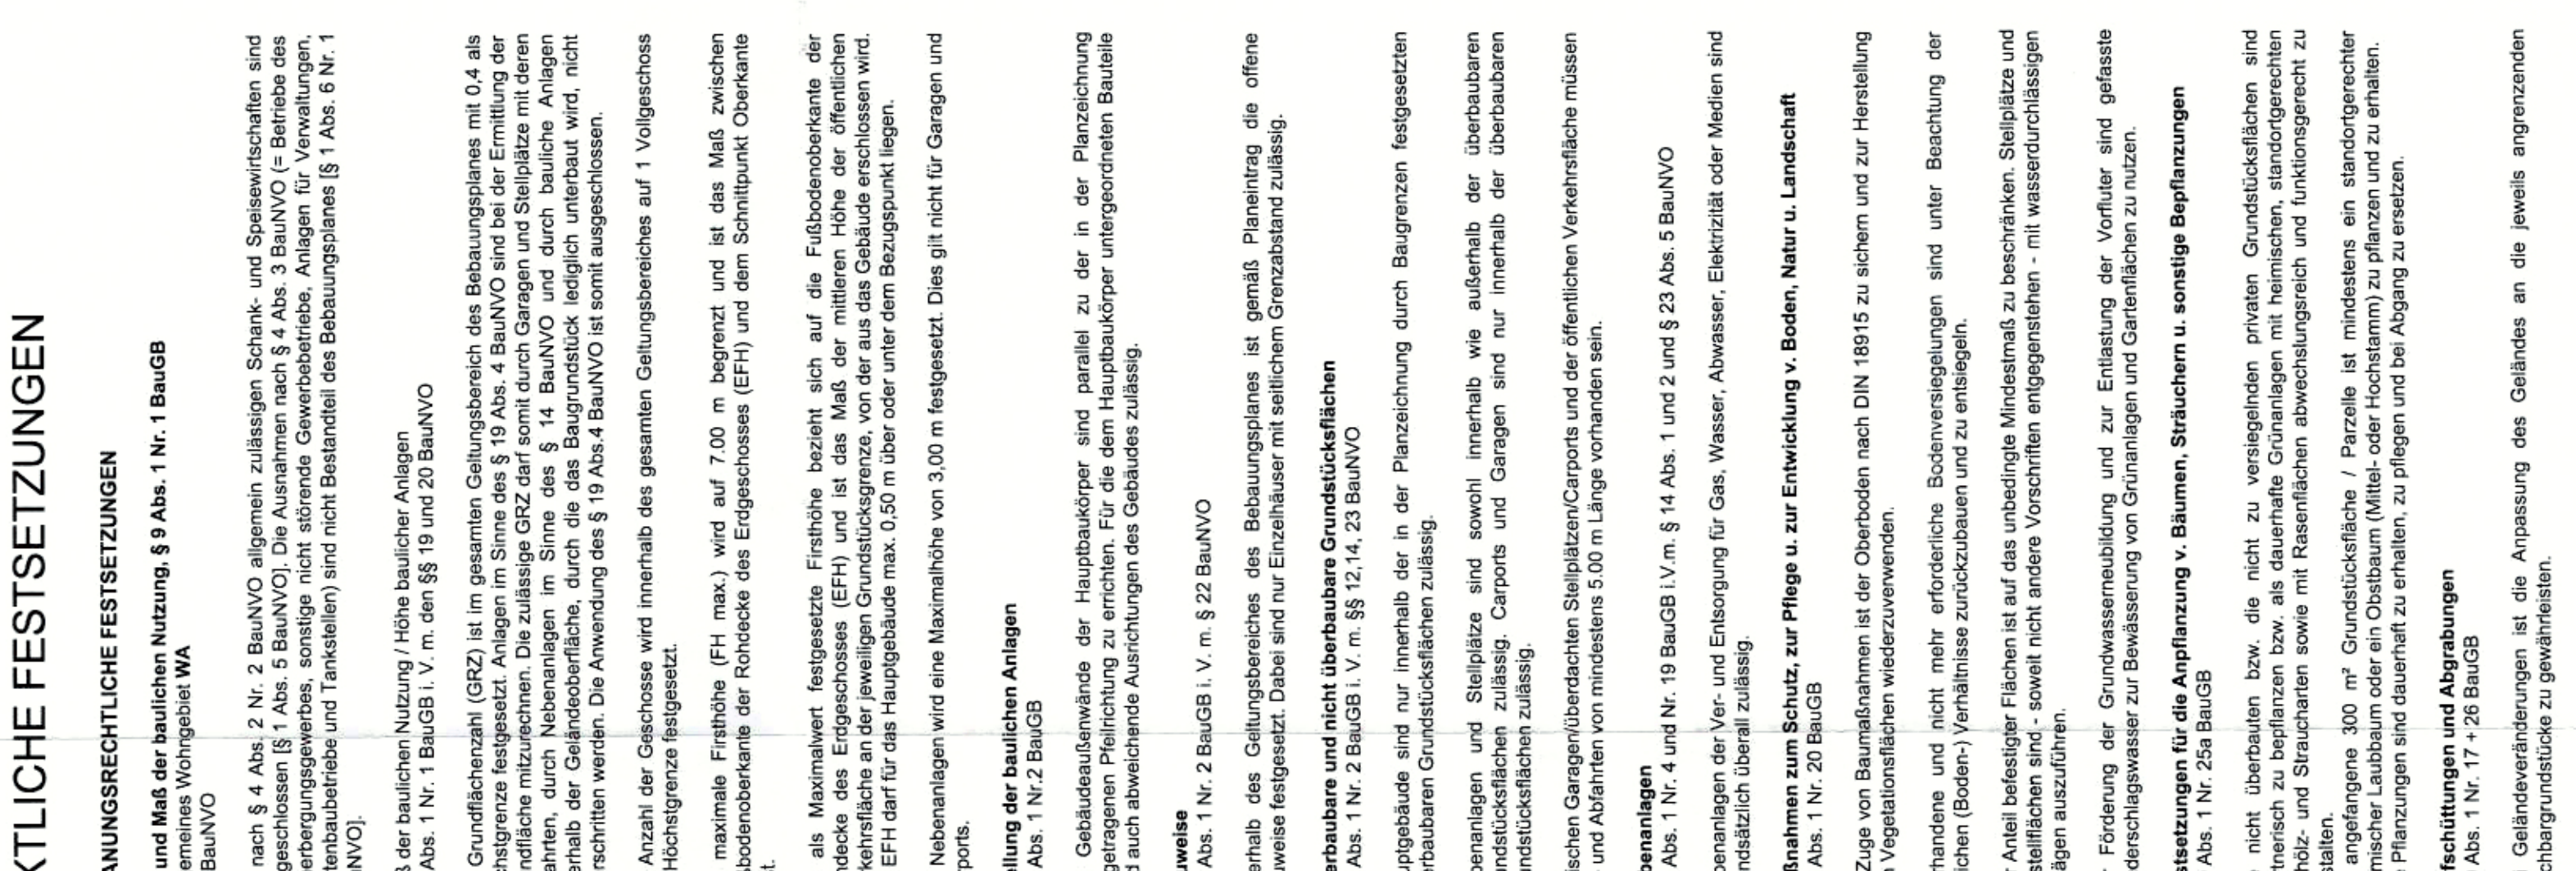 KTLICHE FESTSETZUNGEN
ANUNGSRECHTLICHE FESTSETZUNGEN
und Maß der baulichen Nutzung, § 9 Abs. 1 Nr. 1 BauGB
emeines Wohngebiet WA
BauNVO
nach § 4 Abs. 2 Nr. 2 BauNVO allgemein zulässigen Schank- und Speisewirtschaften sind
geschlossen [§ 1 Abs. 5 BauNVO]. Die Ausnahmen nach § 4 Abs. 3 BauNVO (= Betriebe des
erbergungsgewerbes, sonstige nicht störende Gewerbebetriebe, Anlagen für Verwaltungen,
tenbaubetriebe und Tankstellen) sind nicht Bestandteil des Bebauungsplanes [§ 1 Abs. 6 Nr. 1
NVO].
ß der baulichen Nutzung / Höhe baulicher Anlagen
Abs. 1 Nr. 1 BauGB i. V. m. den §§ 19 und 20 BauNVO
Grundflächenzahl (GRZ) ist im gesamten Geltungsbereich des Bebauungsplanes mit 0,4 als
hstgrenze festgesetzt. Anlagen im Sinne des § 19 Abs. 4 BauNVO sind bei der Ermittlung der
ndfläche mitzurechnen. Die zulässige GRZ darf somit durch Garagen und Stellplätze mit deren
ahrten, durch Nebenanlagen im Sinne des § 14 BauNVO und durch bauliche Anlagen
erhalb der Geländeoberfläche, durch die das Baugrundstück lediglich unterbaut wird, nicht
rschritten werden. Die Anwendung des § 19 Abs.4 BauNVO ist somit ausgeschlossen.
Anzahl der Geschosse wird innerhalb des gesamten Geltungsbereiches auf 1 Vollgeschoss
Höchstgrenze festgesetzt.
maximale Firsthöhe (FH max.) wird auf 7.00 m begrenzt und ist das Maß zwischen
bodenoberkante der Rohdecke des Erdgeschosses (EFH) und dem Schnittpunkt Oberkante
t.
als Maximalwert festgesetzte Firsthöhe bezieht sich auf die Fußbodenoberkante der
ndecke des Erdgeschosses (EFH) und ist das Maß der mittleren Höhe der öffentlichen
kehrsfläche an der jeweiligen Grundstücksgrenze, von der aus das Gebäude erschlossen wird.
EFH darf für das Hauptgebäude max. 0,50 m über oder unter dem Bezugspunkt liegen.
Nebenanlagen wird eine Maximalhöhe von 3,00 m festgesetzt. Dies gilt nicht für Garagen und
ports.
llung der baulichen Anlagen
Abs. 1 Nr.2 BauGB
Gebäudeaußenwände der Hauptbaukörper sind parallel zu der in der Planzeichnung
getragenen Pfeilrichtung zu errichten. Für die dem Hauptbaukörper untergeordneten Bauteile
d auch abweichende Ausrichtungen des Gebäudes zulässig.
uweise
Abs. 1 Nr. 2 BauGB i. V. m. § 22 BauNVO
erhalb des Geltungsbereiches des Bebauungsplanes ist gemäß Planeintrag die offene
uweise festgesetzt. Dabei sind nur Einzelhäuser mit seitlichem Grenzabstand zulässig.
erbaubare und nicht überbaubare Grundstücksflächen
Abs. 1 Nr. 2 BauGB i. V. m. §§ 12,14, 23 BauNVO
uptgebäude sind nur innerhalb der in der Planzeichnung durch Baugrenzen festgesetzten
erbaubaren Grundstücksflächen zulässig.
benanlagen und Stellplätze sind sowohl innerhalb wie außerhalb der überbaubaren
undstücksflächen zulässig. Carports und Garagen sind nur innerhalb der überbaubaren
undstücksflächen zulässig.
ischen Garagen/überdachten Stellplätzen/Carports und der öffentlichen Verkehrsfläche müssen
und Abfahrten von mindestens 5.00 m Länge vorhanden sein.
benanlagen
Abs. 1 Nr. 4 und Nr. 19 BauGB i.V.m. § 14 Abs. 1 und 2 und § 23 Abs. 5 BauNVO
benanlagen der Ver- und Entsorgung für Gas, Wasser, Abwasser, Elektrizität oder Medien sind
ndsätzlich überall zulässig.
ßnahmen zum Schutz, zur Pflege u. zur Entwicklung v. Boden, Natur u. Landschaft
Abs. 1 Nr. 20 BauGB
Zuge von Baumaßnahmen ist der Oberboden nach DIN 18915 zu sichern und zur Herstellung
Vegetationsflächen wiederzuverwenden.
rhandene und nicht mehr erforderliche Bodenversiegelungen sind unter Beachtung der
ichen (Boden-) Verhältnisse zurückzubauen und zu entsiegeln.
r Anteil befestigter Flächen ist auf das unbedingte Mindestmaß zu beschränken. Stellplätze und
stellflächen sind - soweit nicht andere Vorschriften entgegenstehen - mit wasserdurchlässigen
ägen auszuführen.
Förderung der Grundwasserneubildung und zur Entlastung der Vorfluter sind gefasste
derschlagswasser zur Bewässerung von Grünanlagen und Gartenflächen zu nutzen.
tsetzungen für die Anpflanzung v. Bäumen, Sträuchern u. sonstige Bepflanzungen
Abs. 1 Nr. 25a BauGB
nicht überbauten bzw. die nicht zu versiegelnden privaten Grundstücksflächen sind
tnerisch zu bepflanzen bzw. als dauerhafte Grünanlagen mit heimischen, standortgerechten
hölz- und Straucharten sowie mit Rasenflächen abwechslungsreich und funktionsgerecht zu
stalten.
angefangene 300 m² Grundstücksfläche / Parzelle ist mindestens ein standortgerechter
mischer Laubbaum oder ein Obstbaum (Mittel- oder Hochstamm) zu pflanzen und zu erhalten.
Pflanzungen sind dauerhaft zu erhalten, zu pflegen und bei Abgang zu ersetzen.
fschüttungen und Abgrabungen
Abs. 1 Nr. 17 +26 BauGB
Geländeveränderungen ist die Anpassung des Geländes an die jeweils angrenzenden
chbargrundstücke zu gewährleisten.